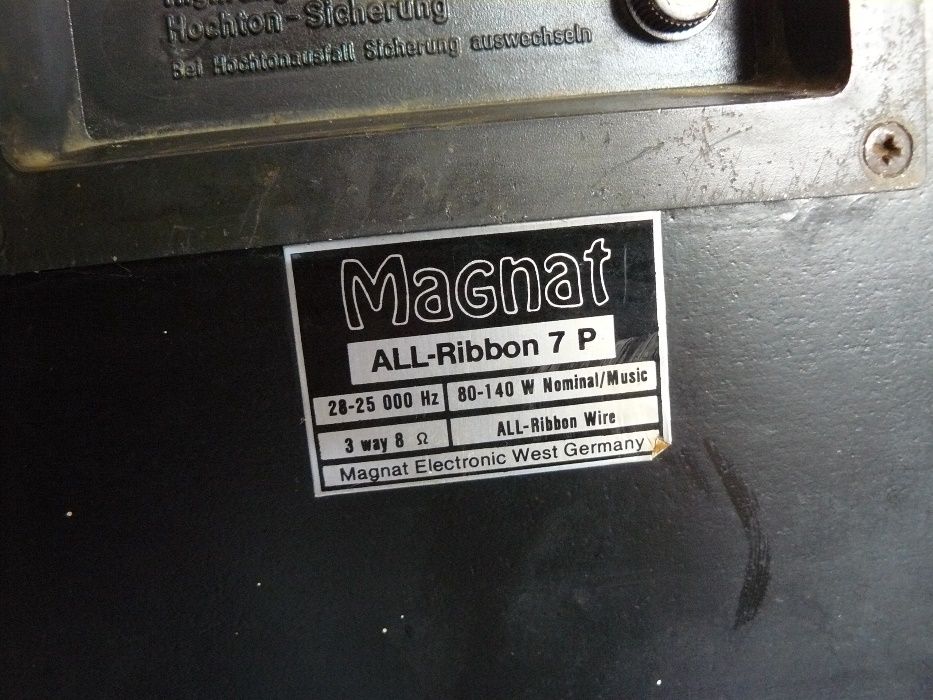 Hochton-Sicherung
Bei Hochtonausfall Sicherung auswechseln
Magnat
ALL-Ribbon 7 P
28-25 000 Hz
80-140 W Nominal/Music
3 way 8 Ω
ALL-Ribbon Wire
Magnat Electronic West Germany